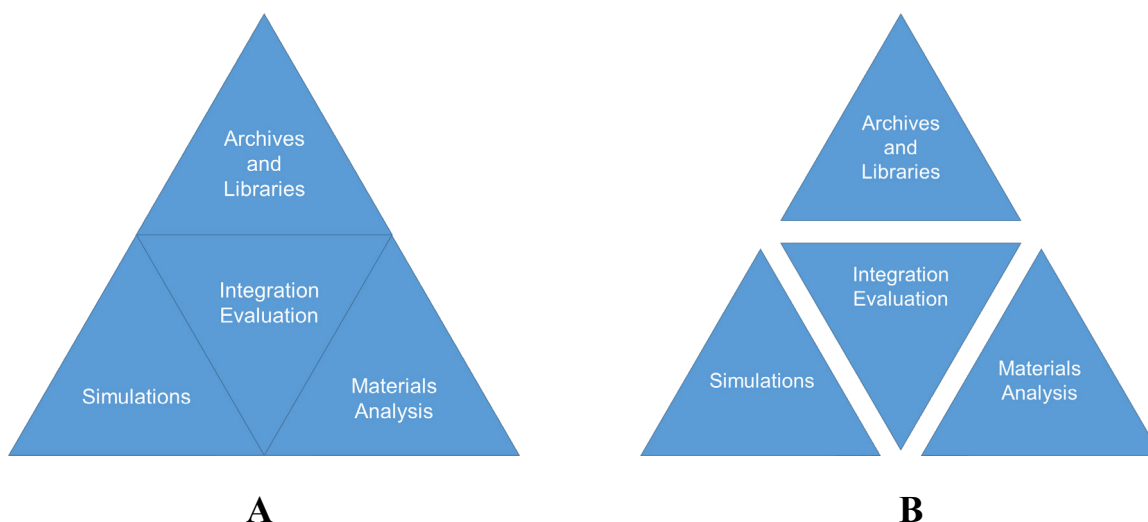 Archives
and
Libraries
Integration
Evaluation
Simulations
Materials
Analysis
A
Archives
and
Libraries
Integration
Evaluation
Simulations
Materials
Analysis
B